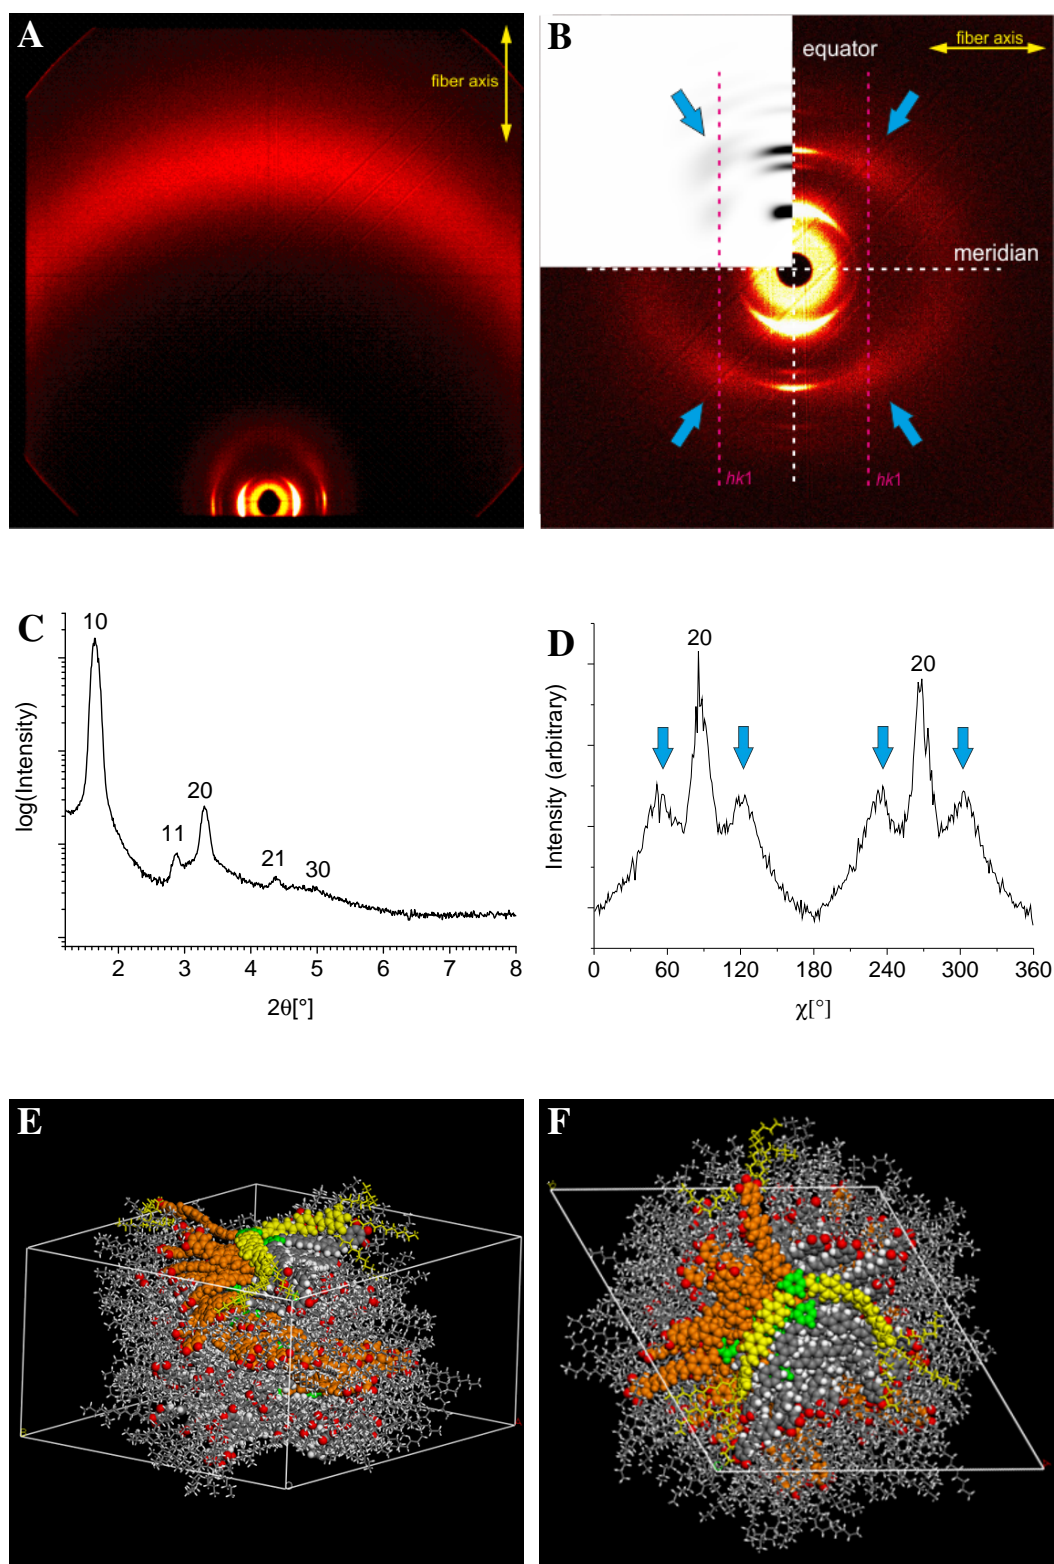 A
fiber axis
B
equator
fiber axis
meridian
hk1
hk1
C
10
11
20
21
30
log(Intensity)
2 3 4 5 6 7 8
2θ[°]
D
20
20
Intensity (arbitrary)
0 60 120 180 240 300 360
χ[°]
E
F